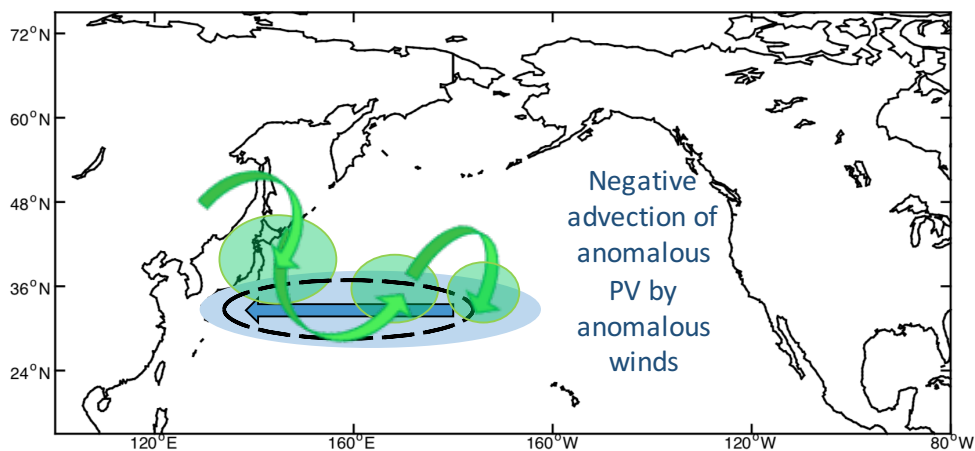 72°N
60°N
48°N
36°N
24°N
Negative
advection of
anomalous
PV by
anomalous
winds
120°E 160°E 160°W 120°W 80°W